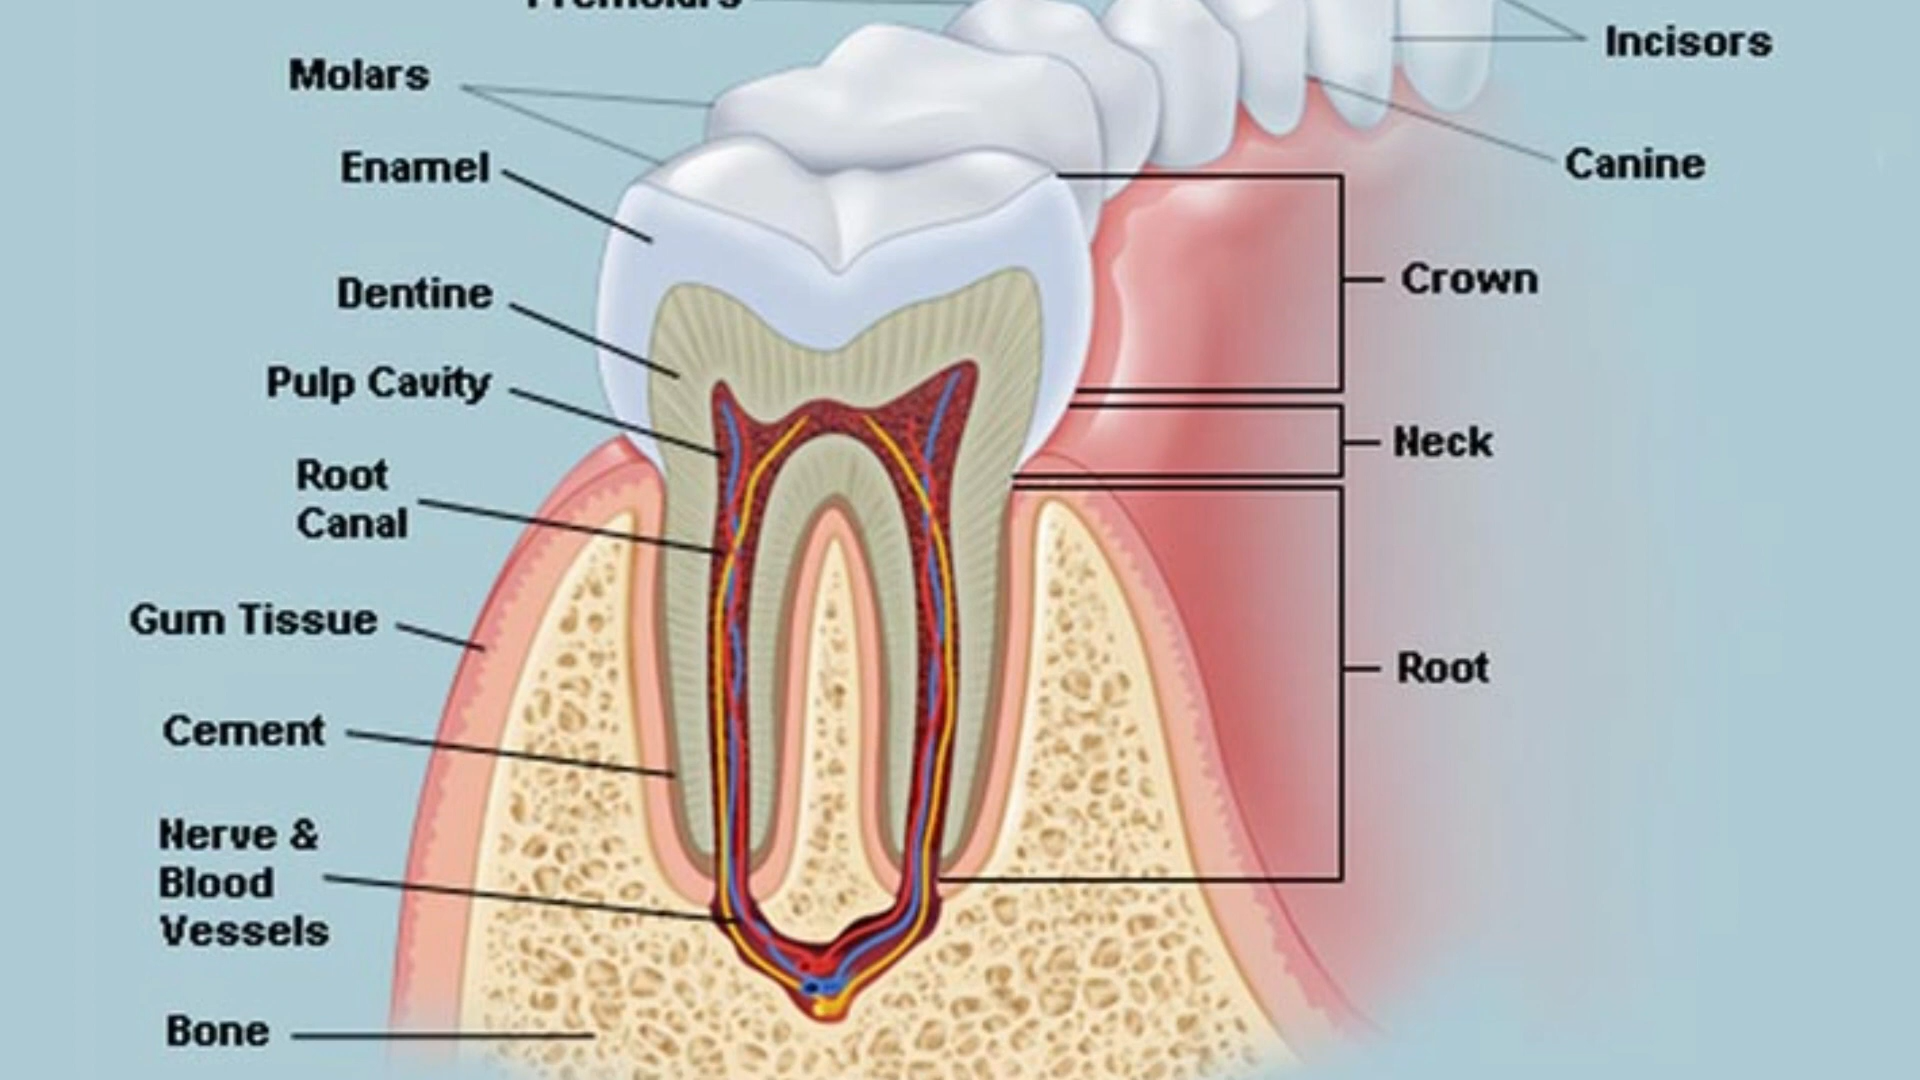 Premolars
Molars
Enamel
Dentine
Pulp Cavity
Root
Canal
Gum Tissue
Cement
Nerve &
Blood
Vessels
Bone
Incisors
Canine
Crown
Neck
Root